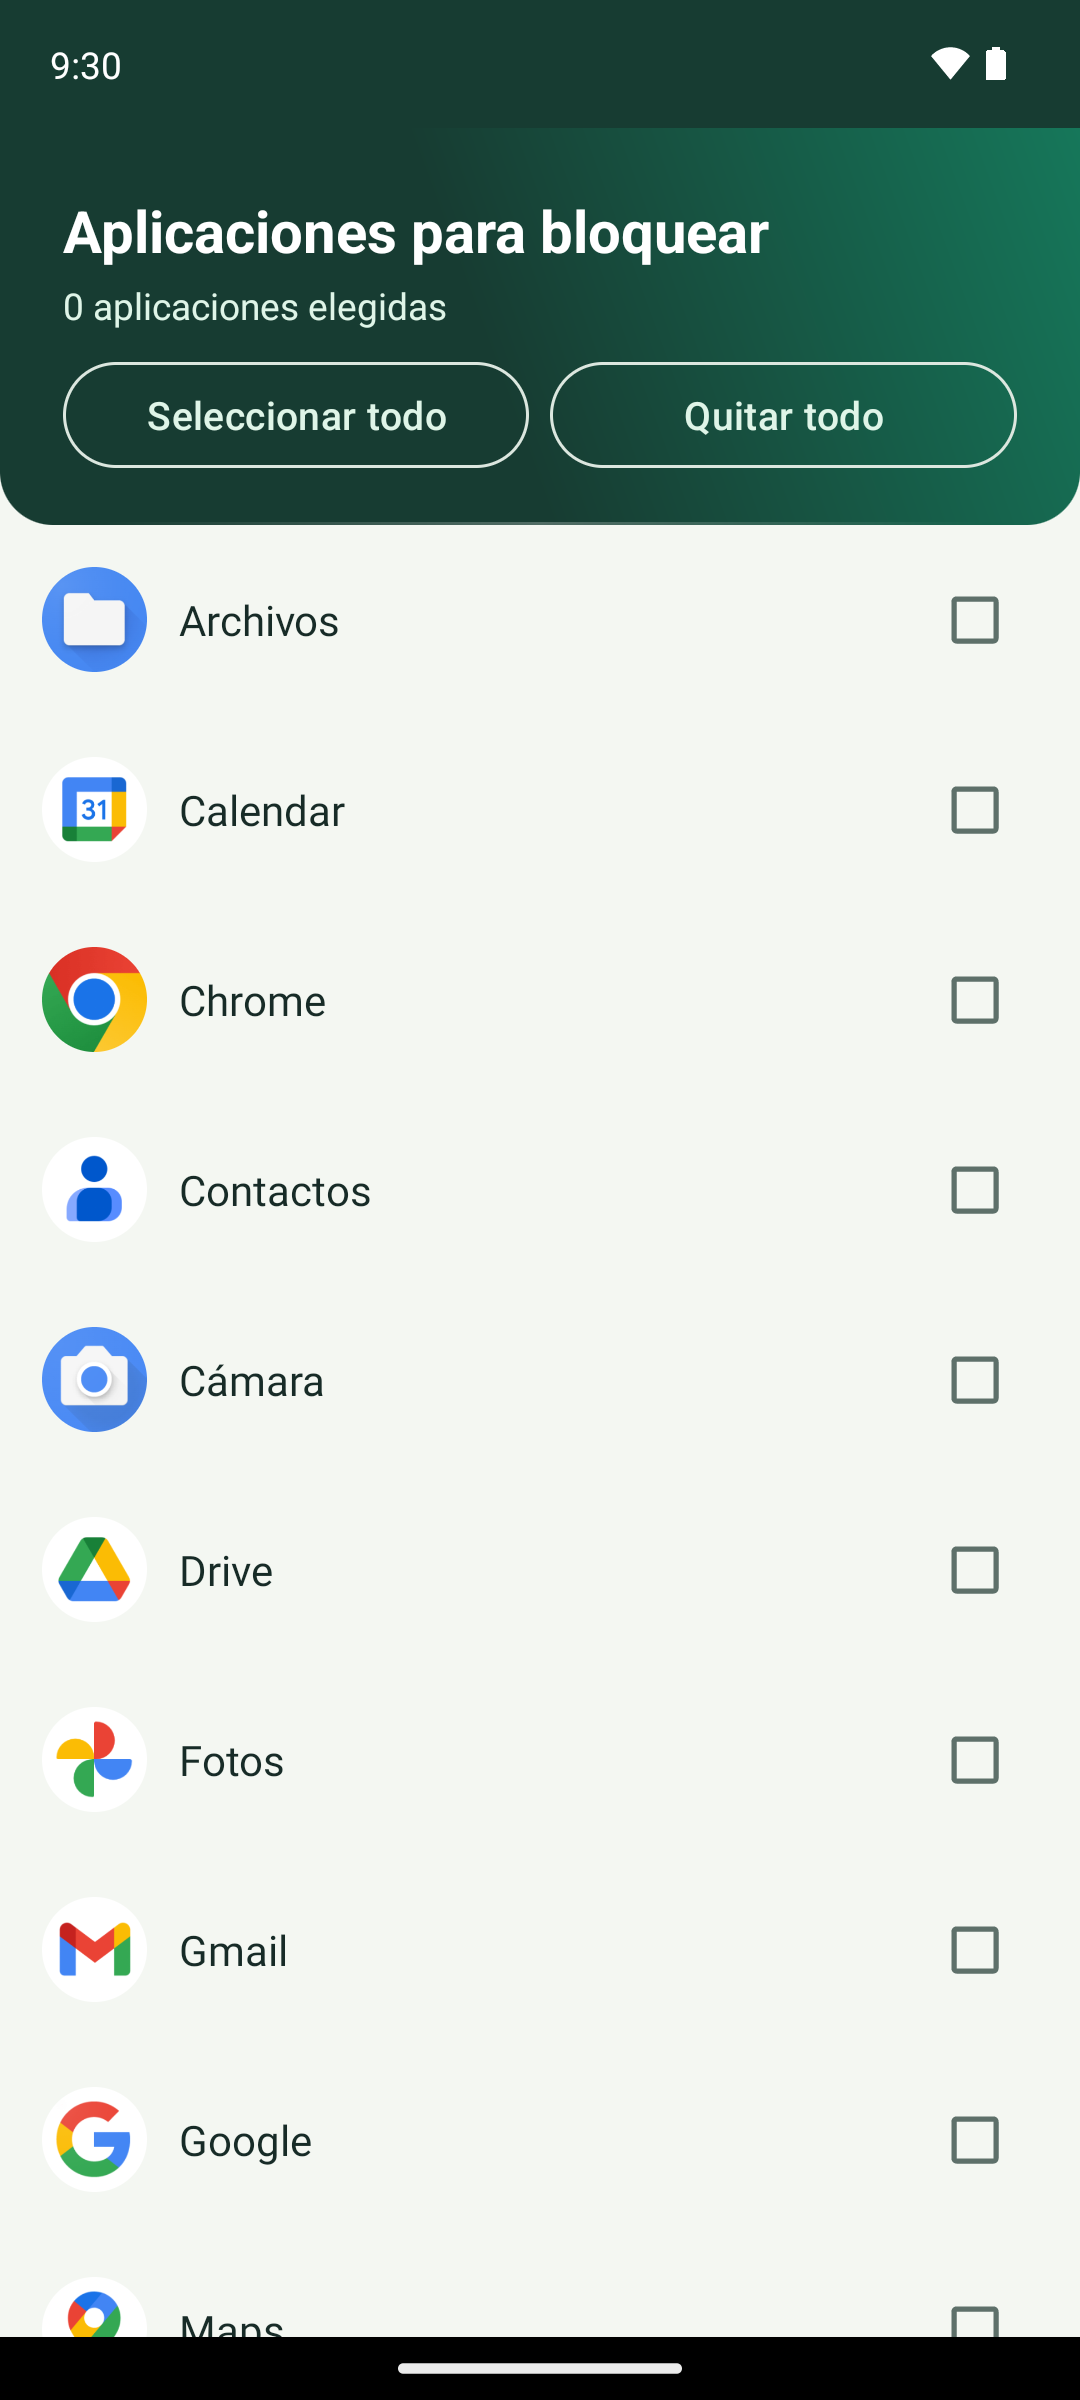 9:30
Aplicaciones para bloquear
0 aplicaciones elegidas
Seleccionar todo
Quitar todo
Archivos
31
Calendar
Chrome
Contactos
Cámara
Drive
Fotos
Gmail
Google
Maps